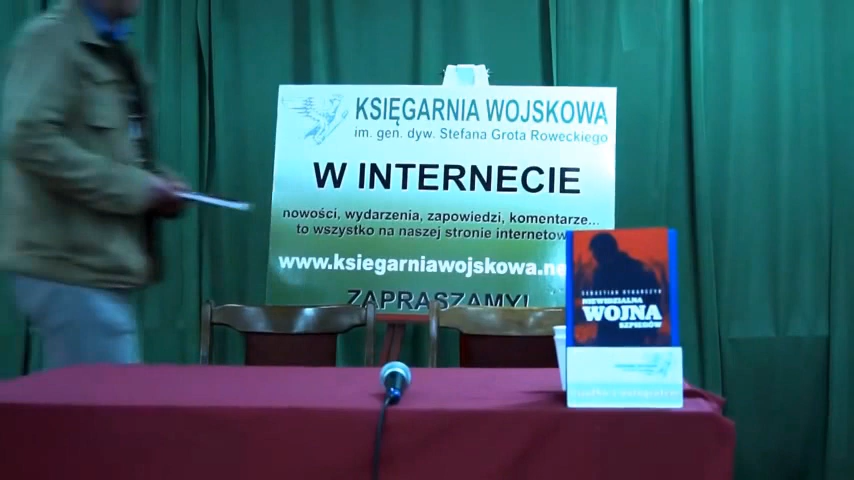 KSIĘGARNIA WOJSKOWA
im. gen. dyw. Stefana Grota Roweckiego
W INTERNECIE
nowości, wydarzenia, zapowiedzi, komentarze...
to wszystko na naszej stronie internetow
www.ksiegarniawojskowa.ne
ZAPRASZAMY!
SEBASTIAN RYBARCZYK
NIEWIDZIALNA
WOJNA
SZPIEGÓW